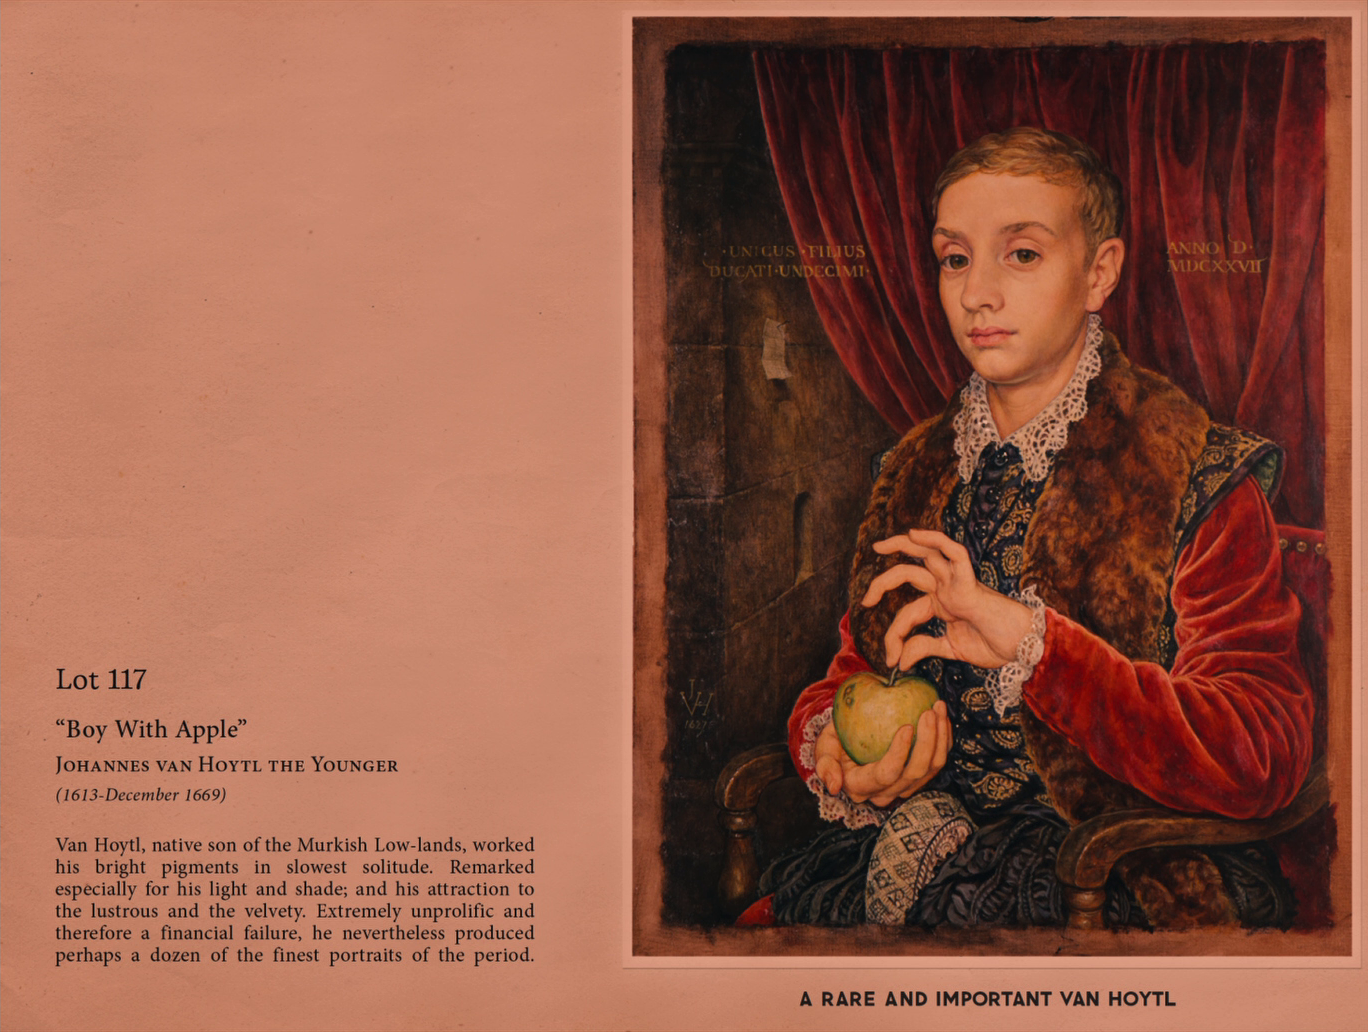 ·UNICUS·FILIUS
DUCATI·UNDECIMI·
ANNO D·
MDCXXVII
JVH
1627
Lot 117
“Boy With Apple”
Johannes van Hoytl the Younger
(1613-December 1669)
Van Hoytl, native son of the Murkish Low-lands, worked
his bright pigments in slowest solitude. Remarked
especially for his light and shade; and his attraction to
the lustrous and the velvety. Extremely unprolific and
therefore a financial failure, he nevertheless produced
perhaps a dozen of the finest portraits of the period.
A RARE AND IMPORTANT VAN HOYTL